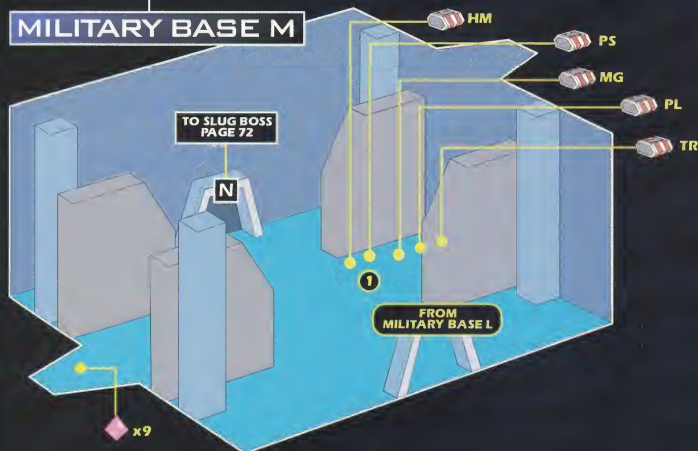 MILITARY BASE M
HM
PS
MG
PL
TR
TO SLUG BOSS
PAGE 72
N
1
FROM
MILITARY BASE L
x9